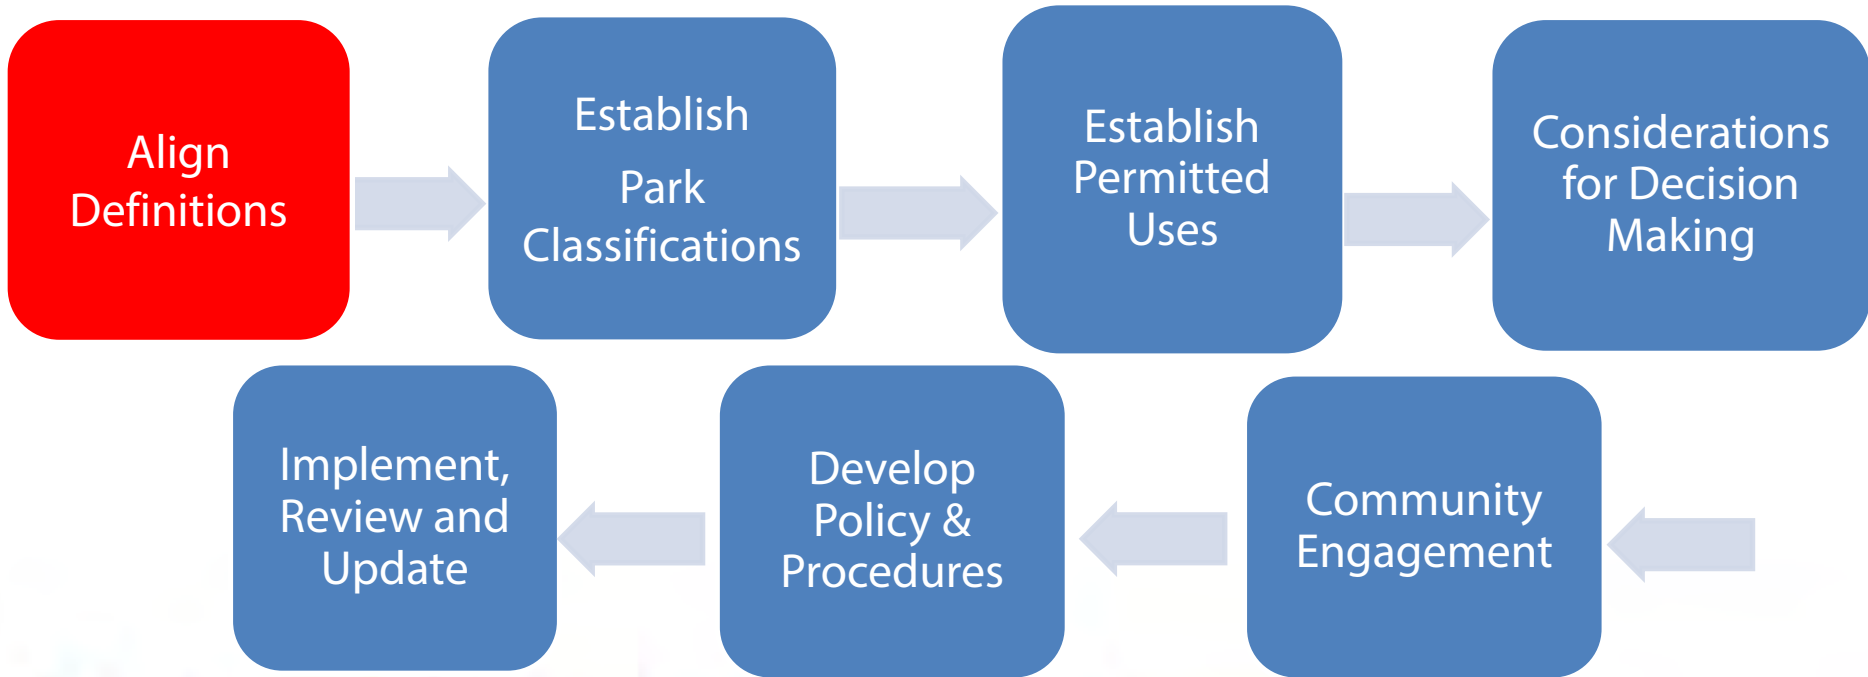 Align
Definitions
Establish
Park
Classifications
Establish
Permitted
Uses
Considerations
for Decision
Making
Community
Engagement
Develop
Policy &
Procedures
Implement,
Review and
Update